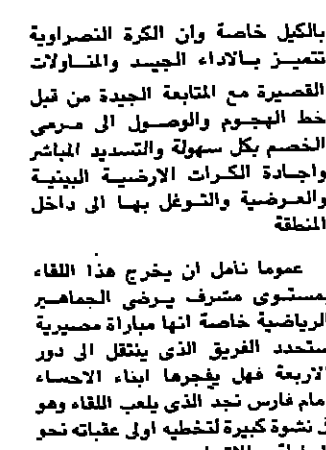 بالكيل خاصة وان الكرة النصراوية
تتميز بالاداء الجيد والمناولات
القصيرة مع المتابعة الجيدة من قبل
خط الهجوم والوصول الى مرمى
الخصم بكل سهولة والتسديد المباشر
واجادة الكرات الارضية البينية
والعرضية والتوغل بها الى داخل
المنطقة
عموما نامل ان يخرج هذا اللقاء
بمستوى مشرف يرضي الجماهير
الرياضية خاصة انها مباراة مصيرية
ستحدد الفريق الذى ينتقل الى دور
الاربعة فهل يفجرها ابناء الاحساء
امام فارس نجد الذى يلعب اللقاء وهو
نشوة كبيرة لتخطيه اولى عقباته نحو